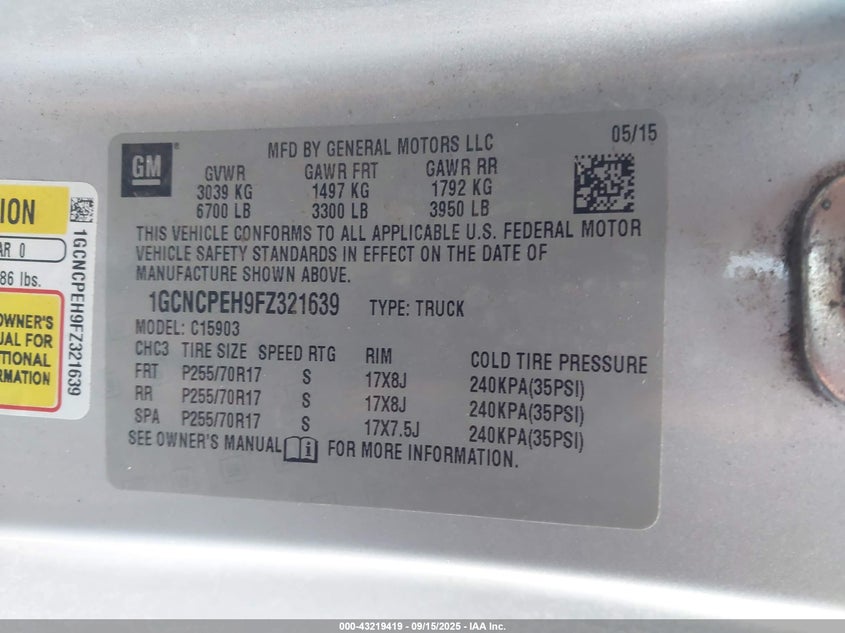 GM
MFD BY GENERAL MOTORS LLC
05/15
GVWR GAWR FRT GAWR RR
3039 KG 1497 KG 1792 KG
6700 LB 3300 LB 3950 LB
THIS VEHICLE CONFORMS TO ALL APPLICABLE U.S. FEDERAL MOTOR
VEHICLE SAFETY STANDARDS IN EFFECT ON THE DATE OF
MANUFACTURE SHOWN ABOVE.
1GCNCPEH9FZ321639 TYPE: TRUCK
MODEL: C15903
CHC3 TIRE SIZE SPEED RTG RIM COLD TIRE PRESSURE
FRT P255/70R17 S 17X8J 240KPA(35PSI)
RR P255/70R17 S 17X8J 240KPA(35PSI)
SPA P255/70R17 S 17X7.5J 240KPA(35PSI)
SEE OWNER'S MANUAL FOR MORE INFORMATION.
ION
AR 0
86 lbs.
OWNER'S
UAL FOR
TIONAL
RMATION
1GCNCPEH9FZ321639
000-43219419 - 09/15/2025 - IAA Inc.